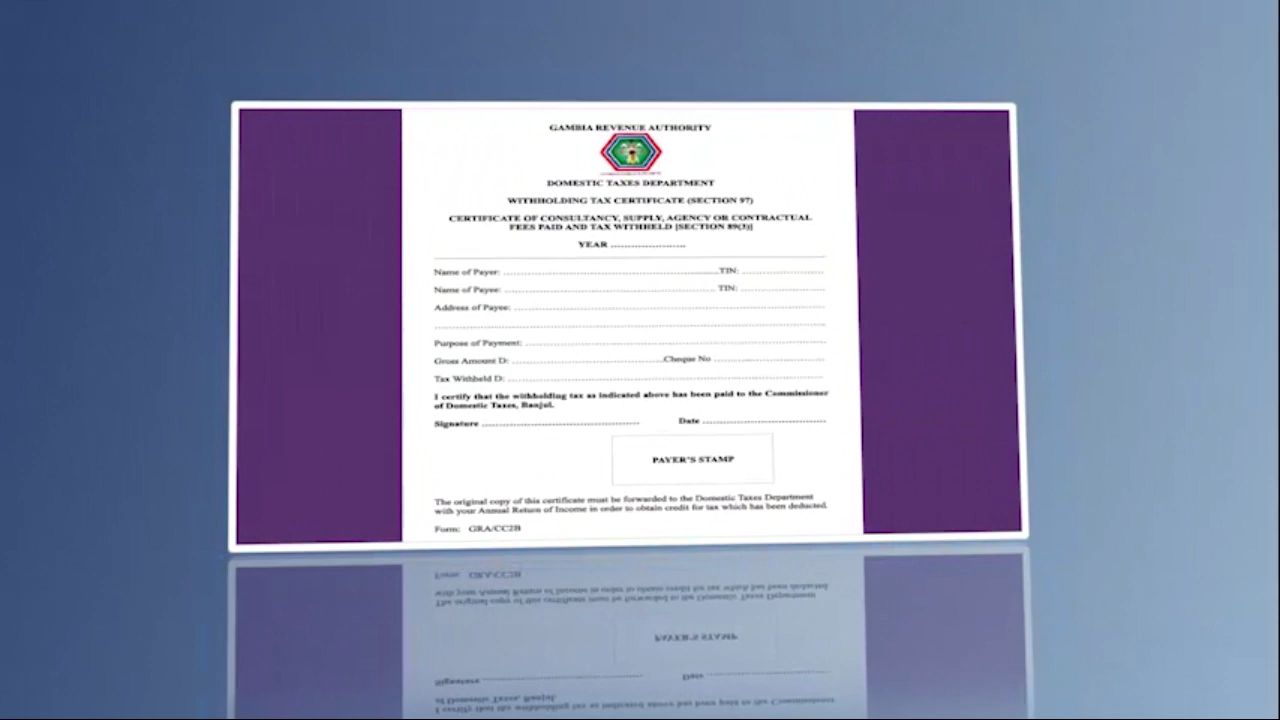 GAMBIA REVENUE AUTHORITY
DOMESTIC TAXES DEPARTMENT
WITHHOLDING TAX CERTIFICATE (SECTION 97)
CERTIFICATE OF CONSULTANCY, SUPPLY, AGENCY OR CONTRACTUAL
FEES PAID AND TAX WITHHELD [SECTION 89(3)]
YEAR ......................
Name of Payer: ............................................................TIN: ......................
Name of Payee: ............................................................ TIN: ......................
Address of Payee: ..........................................................................................
..............................................................................................................
Purpose of Payment: ......................................................................................
Gross Amount D: ..........................................Cheque No ..............................
Tax Withheld D: ............................................................................................
I certify that the withholding tax as indicated above has been paid to the Commissioner
of Domestic Taxes, Banjul.
Signature ............................................ Date ..................................
PAYER'S STAMP
The original copy of this certificate must be forwarded to the Domestic Taxes Department
with your Annual Return of Income in order to obtain credit for tax which has been deducted.
Form: GRA/CC2B